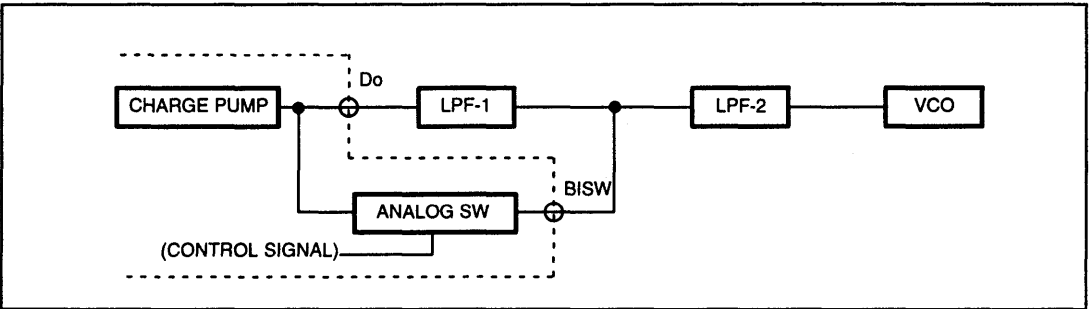 Do
CHARGE PUMP
LPF-1
LPF-2
VCO
BISW
ANALOG SW
(CONTROL SIGNAL)